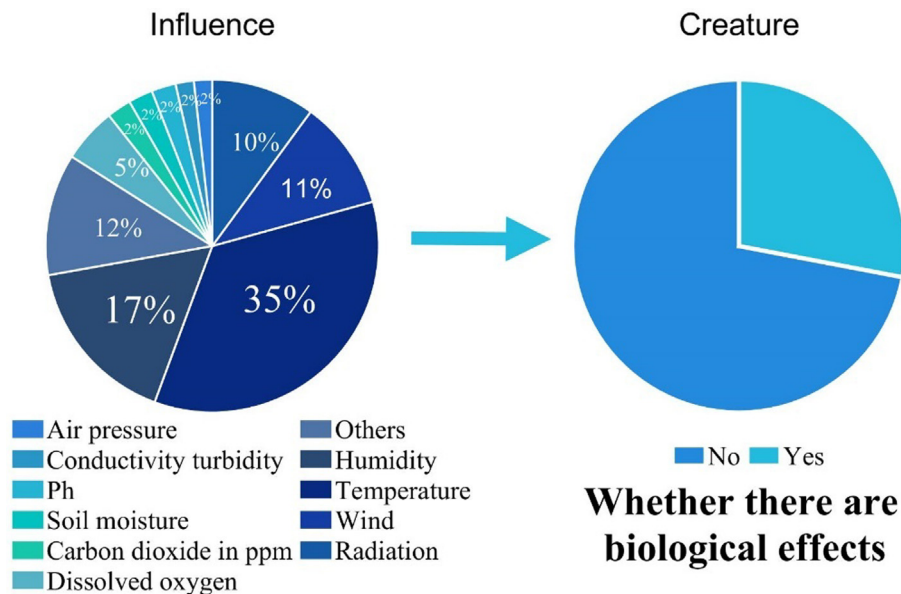 Influence
Creature
2%
2%
2%
2%
2%
10%
5%
11%
12%
35%
17%
Air pressure
Others
Conductivity turbidity
Humidity
Ph
Temperature
Soil moisture
Wind
Carbon dioxide in ppm
Radiation
Dissolved oxygen
No
Yes
Whether there are
biological effects